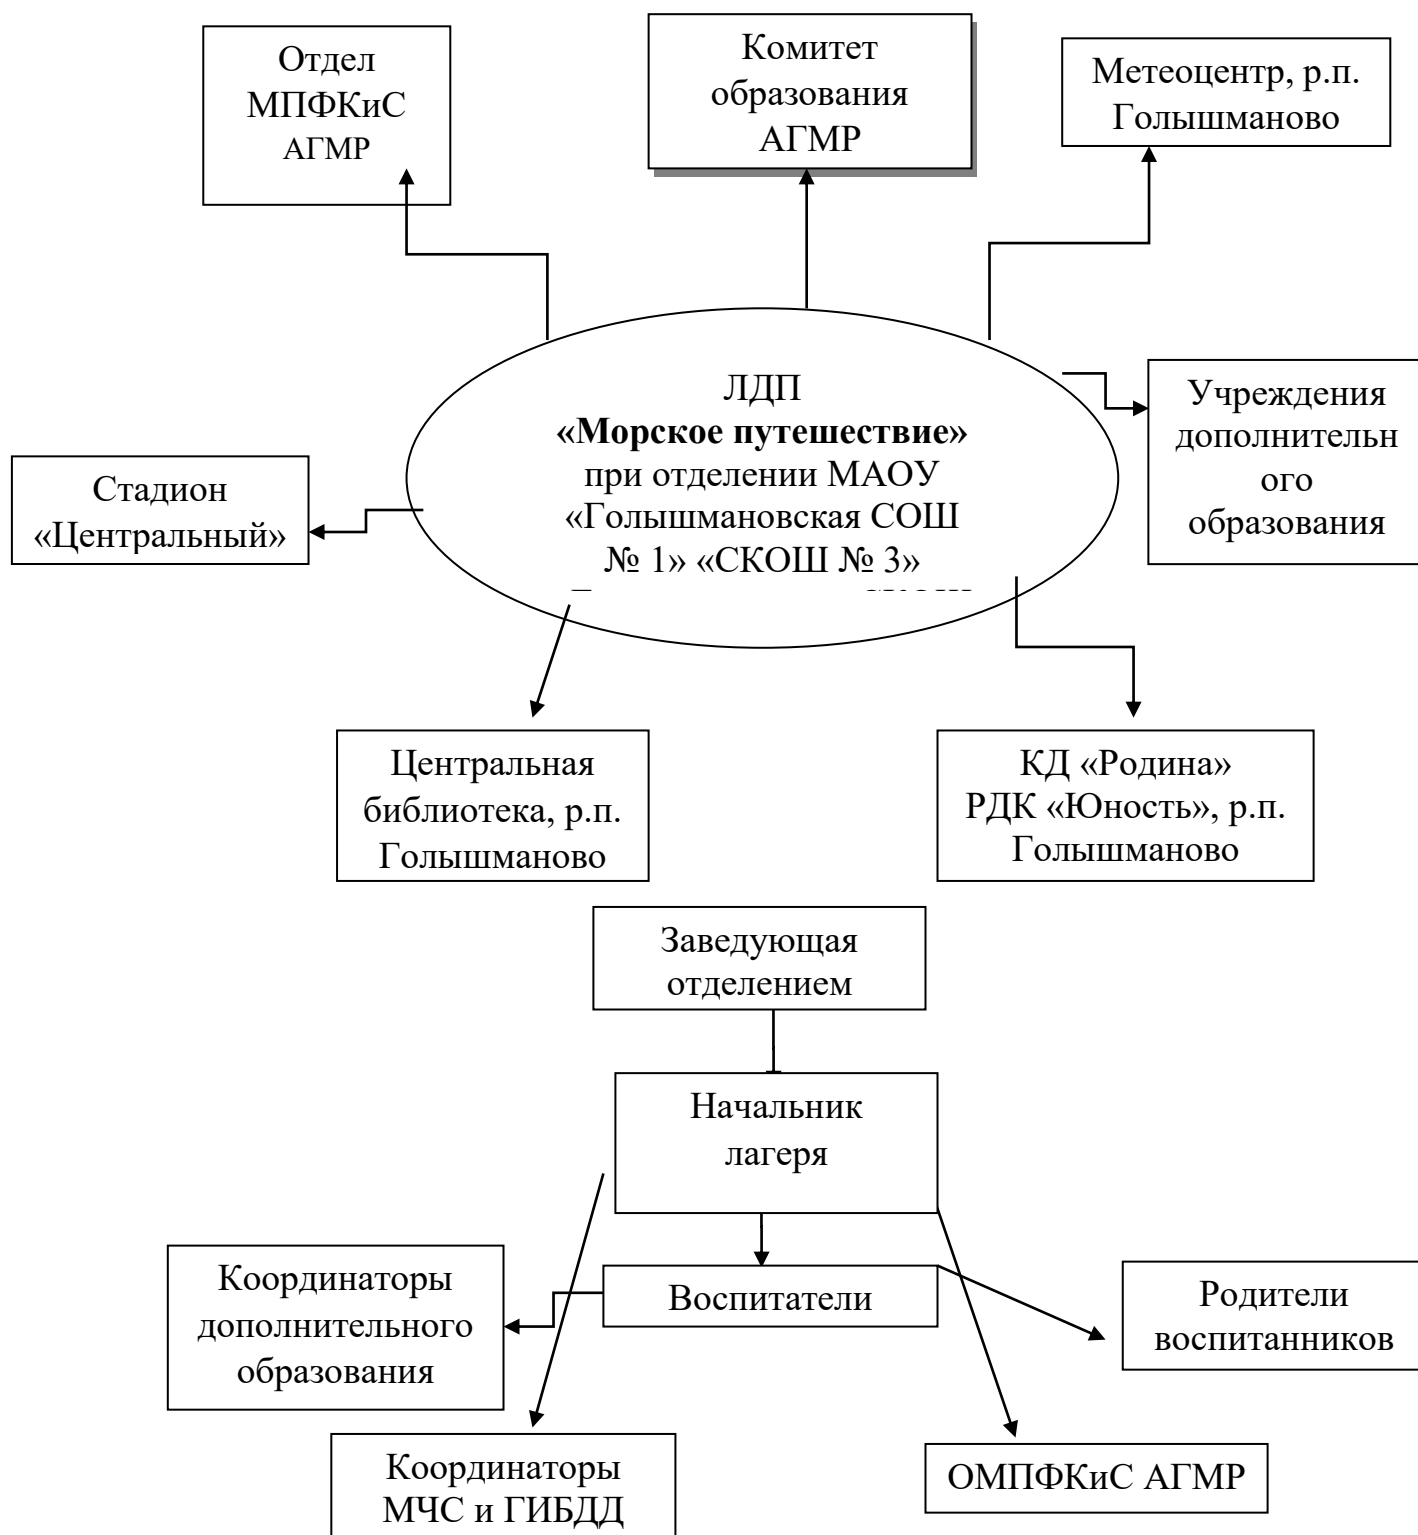 Отдел
МПФКиС
АГМР
Комитет
образования
АГМР
Метеоцентр, р.п.
Голышманово
ЛДП
«Морское путешествие»
при отделении МАОУ
«Голышмановская СОШ
№ 1» «СКОШ № 3»
Учреждения
дополнительн
ого
образования
Стадион
«Центральный»
Центральная
библиотека, р.п.
Голышманово
КД «Родина»
РДК «Юность», р.п.
Голышманово
Заведующая
отделением
Начальник
лагеря
Воспитатели
Координаторы
дополнительного
образования
Родители
воспитанников
Координаторы
МЧС и ГИБДД
ОМПФКиС АГМР